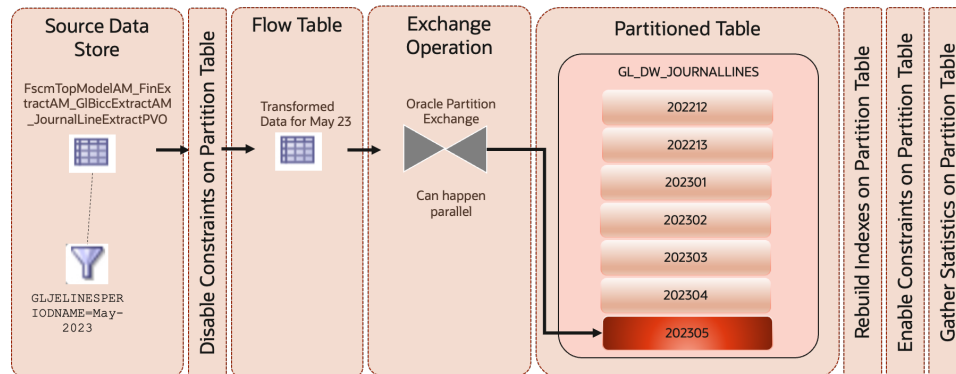 Source Data
Store
FscmTopModelAM_FinEx
tractAM_GlBiccExtractAM
_JournalLineExtractPVO
GLJELINESPER
IODNAME=May-
2023
Disable Constraints on Partition Table
Flow Table
Transformed
Data for May 23
Exchange
Operation
Oracle Partition
Exchange
Can happen
parallel
Partitioned Table
GL_DW_JOURNALLINES
202212
202213
202301
202302
202303
202304
202305
Rebuild Indexes on Partition Table
Enable Constraints on Partition Table
Gather Statistics on Partition Table